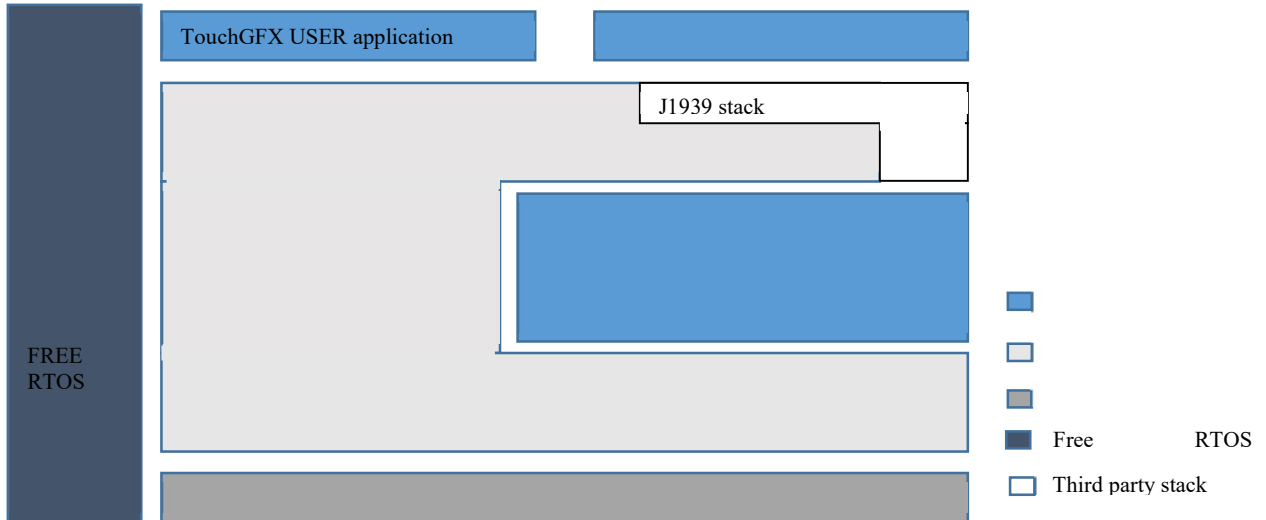 TouchGFX USER application
J1939 stack
FREE
RTOS
Free RTOS
Third party stack